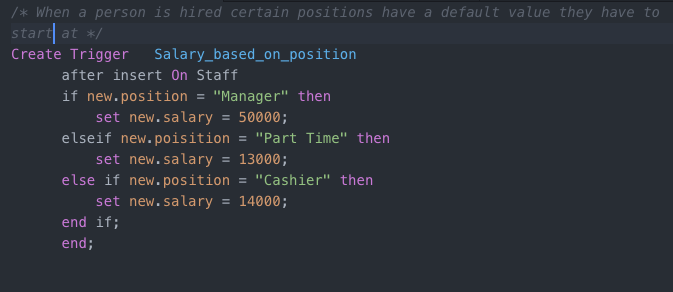 /* When a person is hired certain positions have a default value they have to
start at */
Create Trigger   Salary_based_on_position
      after insert On Staff
      if new.position = "Manager" then
          set new.salary = 50000;
      elseif new.poisition = "Part Time" then
          set new.salary = 13000;
      else if new.position = "Cashier" then
          set new.salary = 14000;
      end if;
      end;